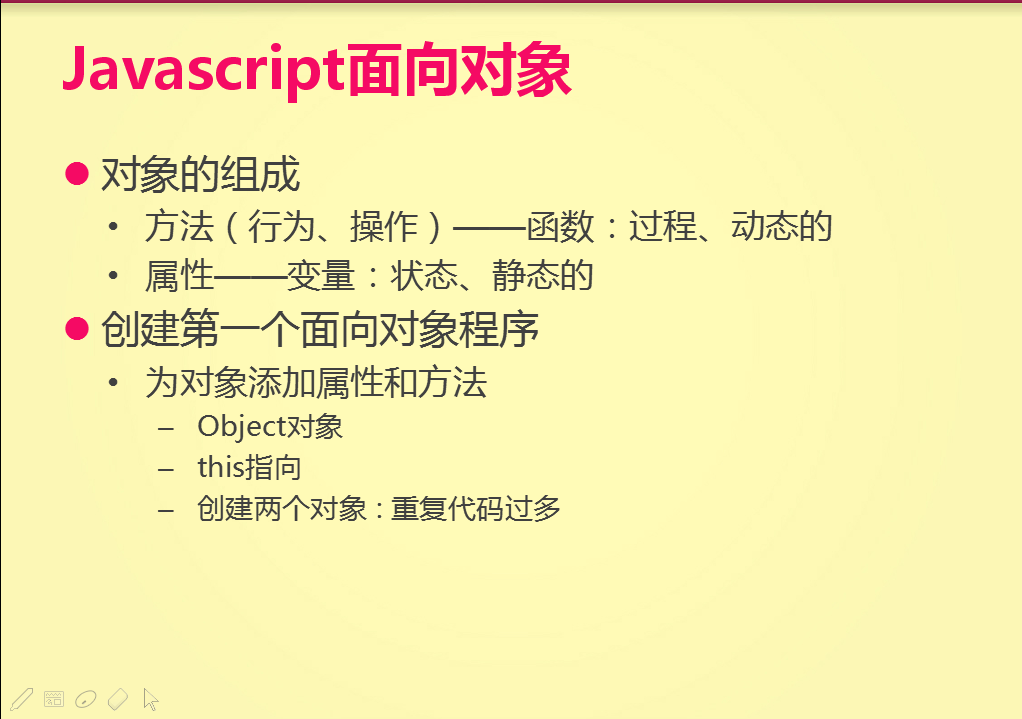 Javascript面向对象
对象的组成
方法（行为、操作）——函数：过程、动态的
属性——变量：状态、静态的
创建第一个面向对象程序
为对象添加属性和方法
Object对象
this指向
创建两个对象：重复代码过多